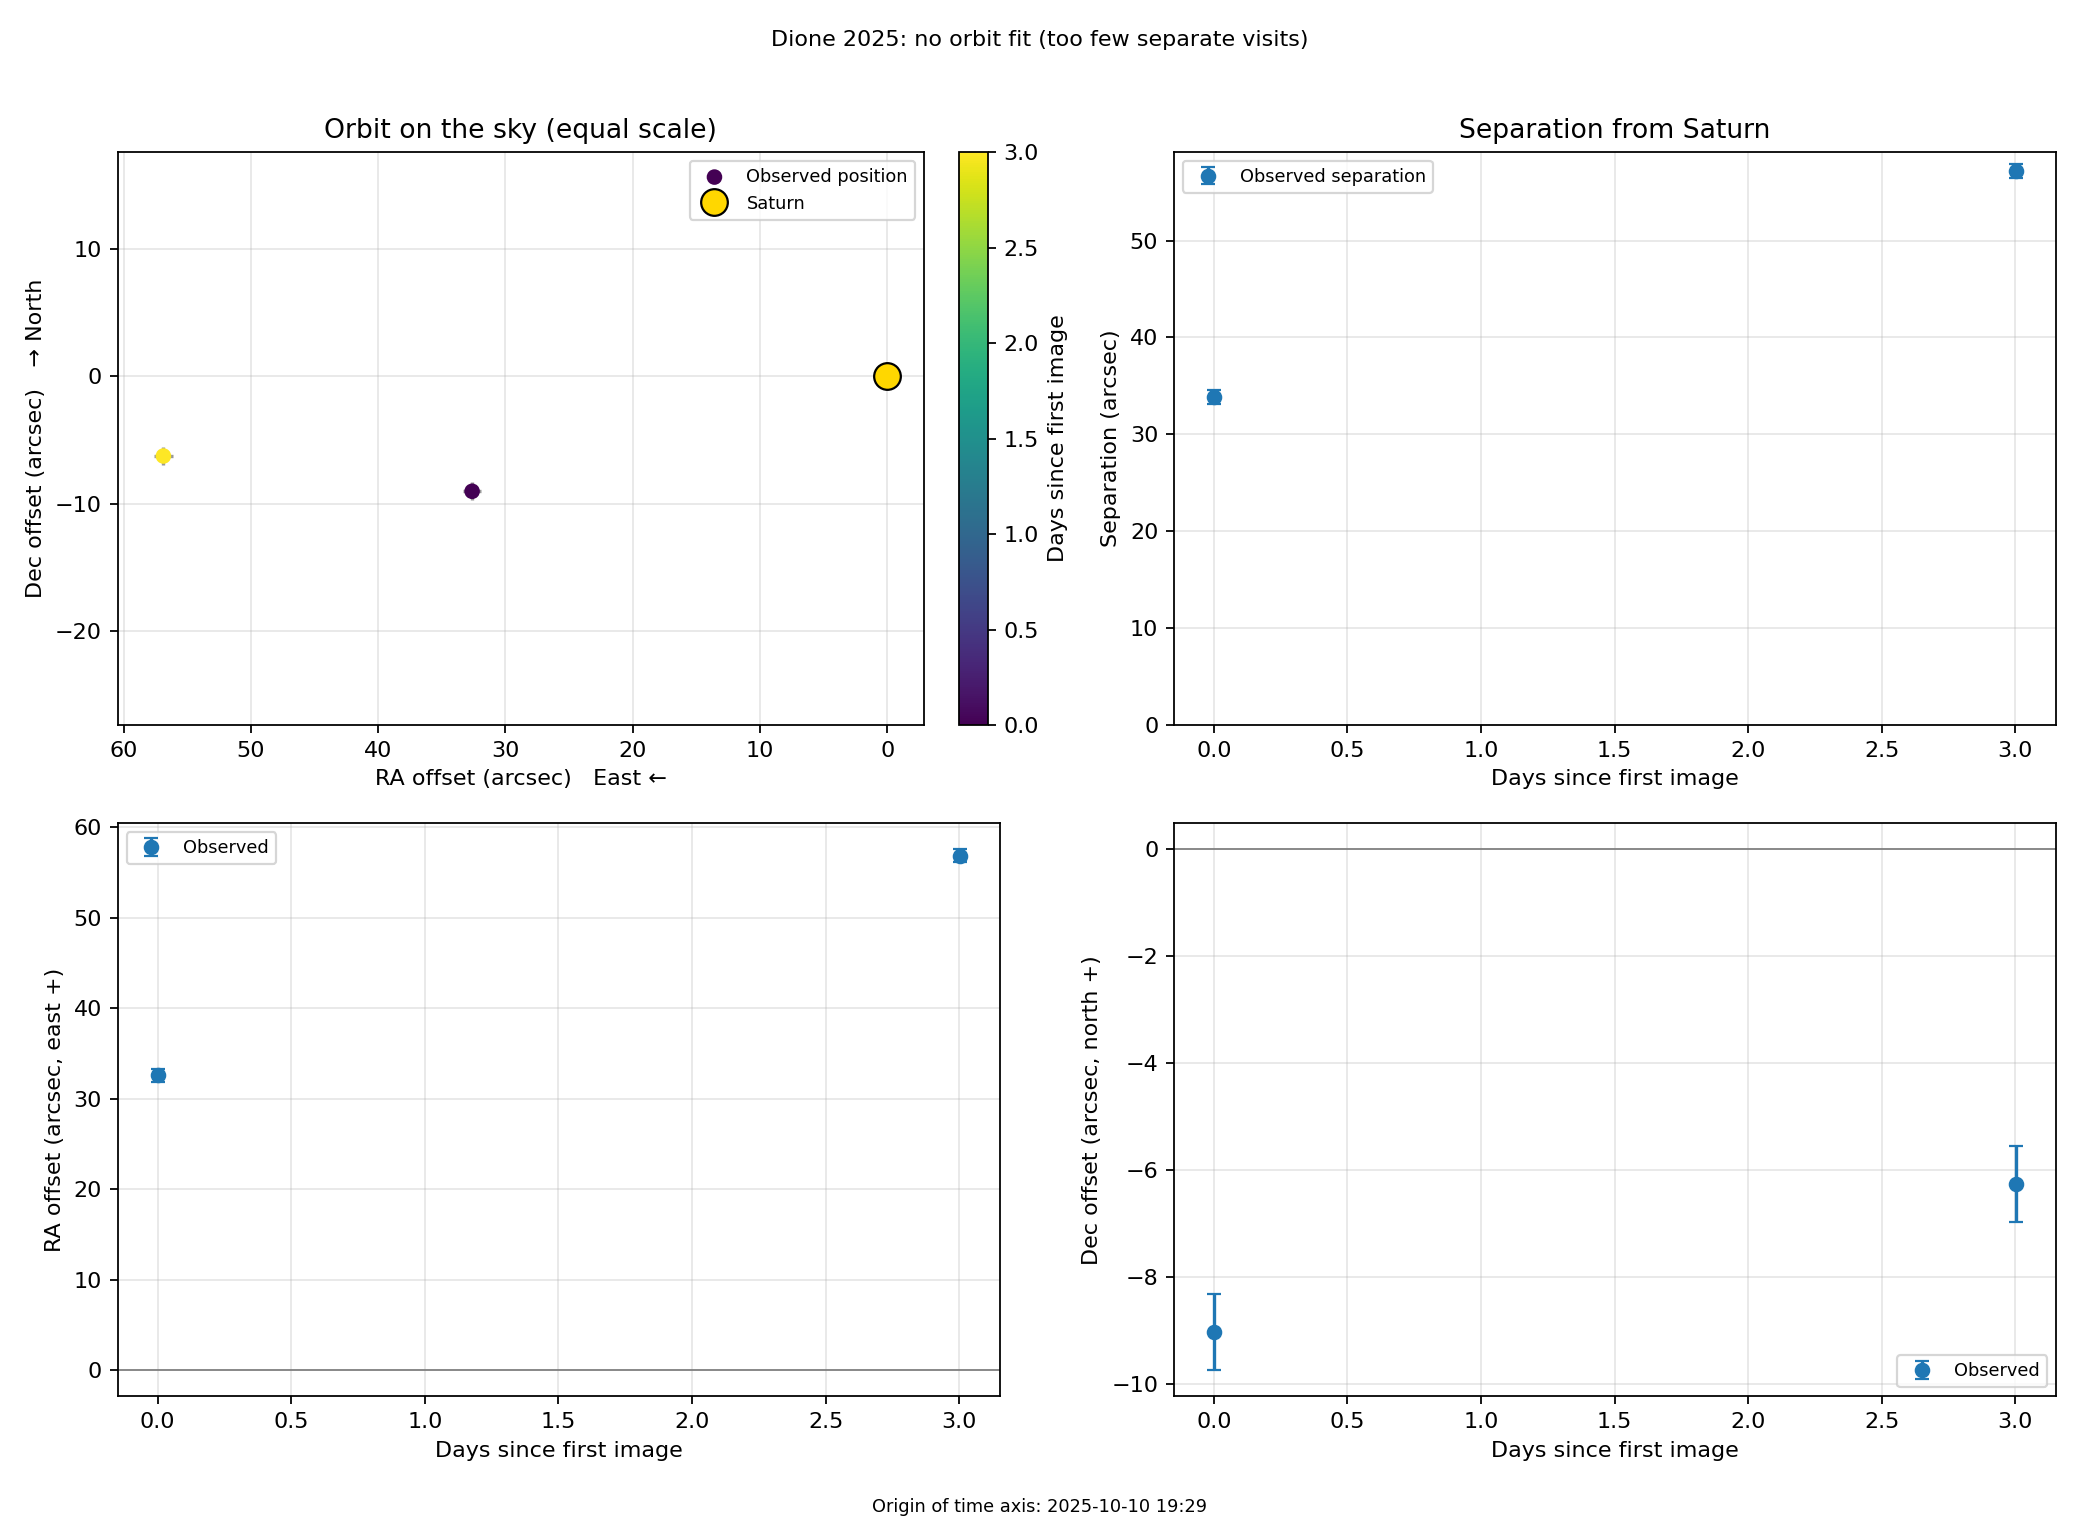 Dione 2025: no orbit fit (too few separate visits)
Orbit on the sky (equal scale)
Observed position
Saturn
10
0
−10
−20
Dec offset (arcsec)   → North
60 50 40 30 20 10 0
RA offset (arcsec)   East ←
3.0
2.5
2.0
1.5
1.0
0.5
0.0
Days since first image
Separation from Saturn
Observed separation
50
40
30
20
10
0
Separation (arcsec)
0.0 0.5 1.0 1.5 2.0 2.5 3.0
Days since first image
Observed
60
50
40
30
20
10
0
RA offset (arcsec, east +)
0.0 0.5 1.0 1.5 2.0 2.5 3.0
Days since first image
0
−2
−4
−6
−8
−10
Dec offset (arcsec, north +)
Observed
0.0 0.5 1.0 1.5 2.0 2.5 3.0
Days since first image
Origin of time axis: 2025-10-10 19:29